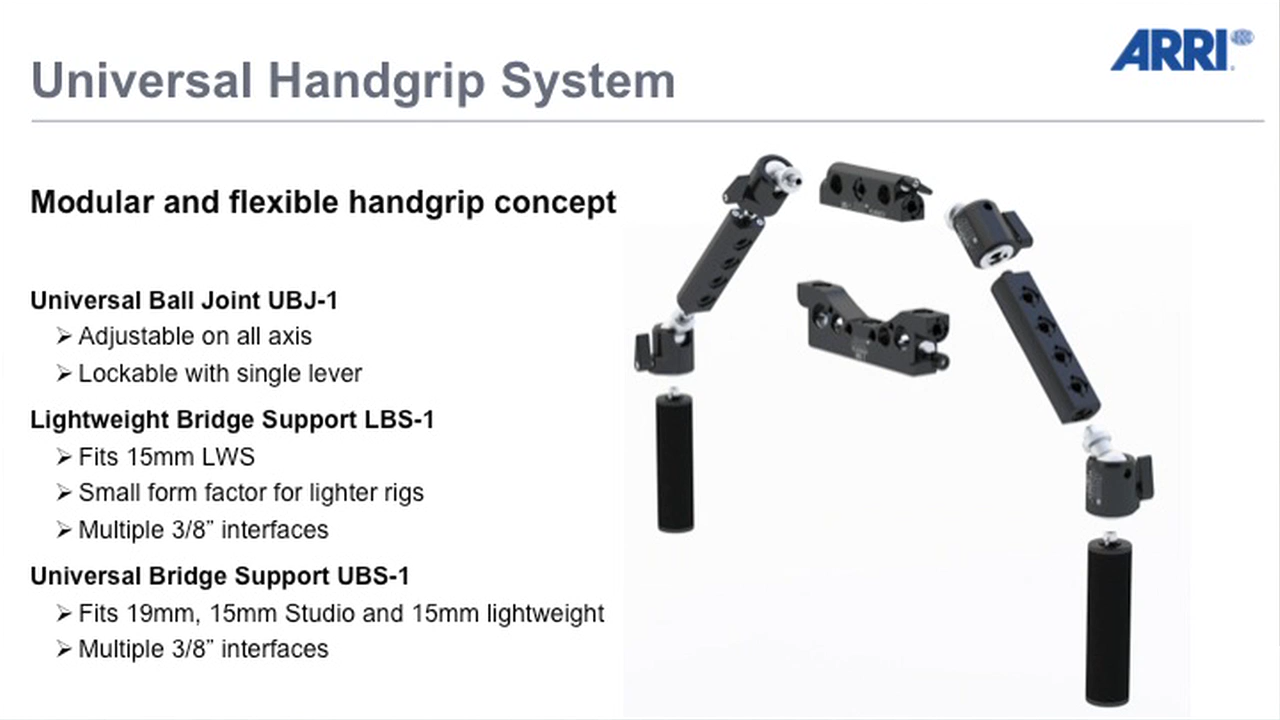 ARRI
Universal Handgrip System
Modular and flexible handgrip concept
Universal Ball Joint UBJ-1
➢ Adjustable on all axis
➢ Lockable with single lever
Lightweight Bridge Support LBS-1
➢ Fits 15mm LWS
➢ Small form factor for lighter rigs
➢ Multiple 3/8” interfaces
Universal Bridge Support UBS-1
➢ Fits 19mm, 15mm Studio and 15mm lightweight
➢ Multiple 3/8” interfaces